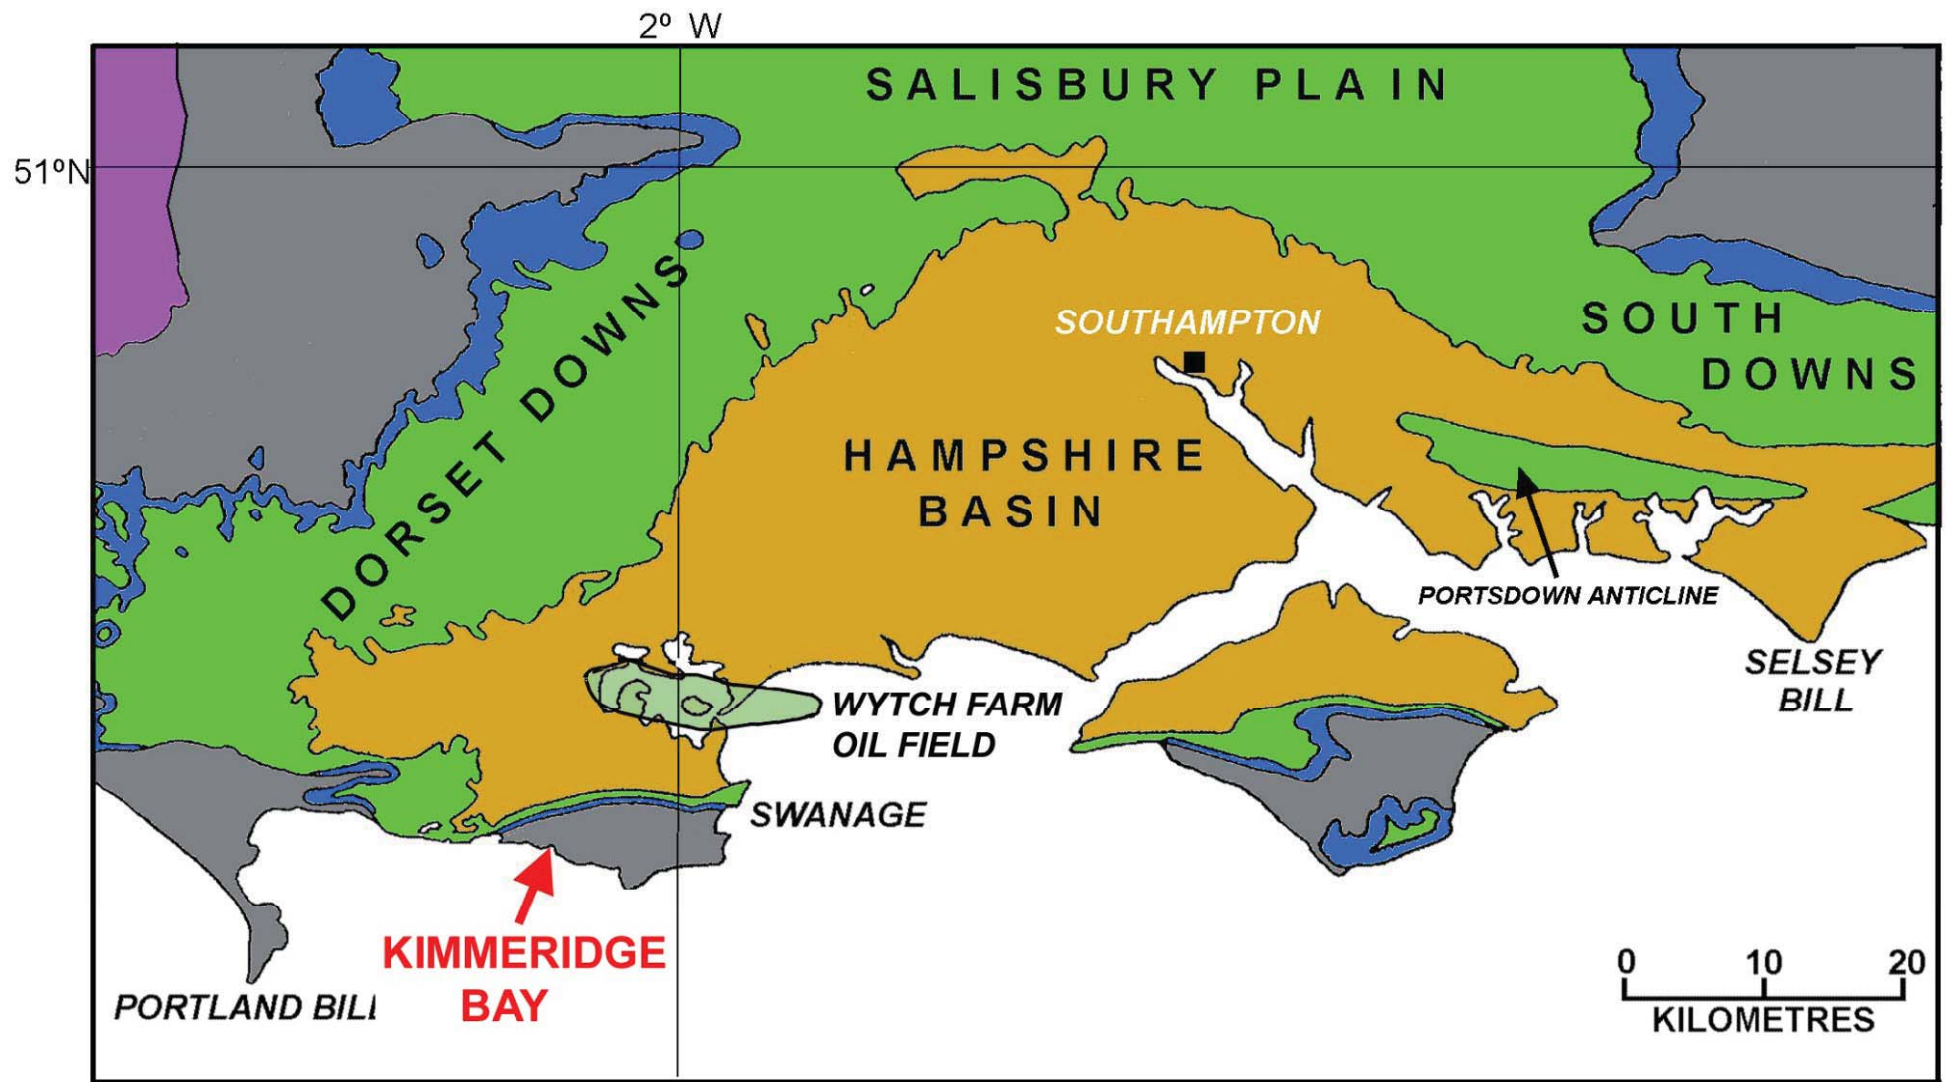 2º W
SALISBURY PLAIN
51ºN
DORSET DOWNS
SOUTHAMPTON
SOUTH
DOWNS
HAMPSHIRE
BASIN
PORTSDOWN ANTICLINE
SELSEY
BILL
WYTCH FARM
OIL FIELD
SWANAGE
KIMMERIDGE
BAY
PORTLAND BILL
0 10 20
KILOMETRES